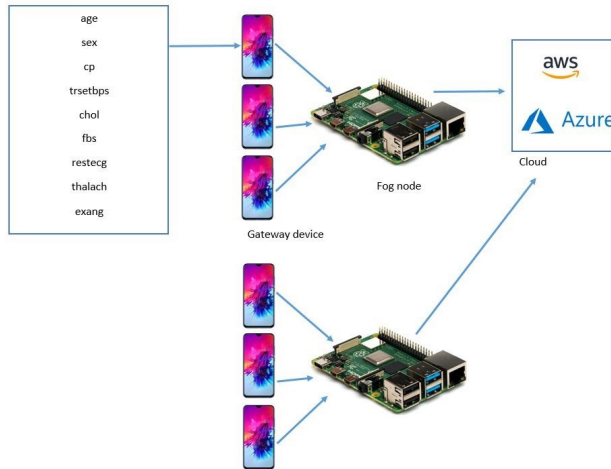 age
sex
cp
trsetbps
chol
fbs
restecg
thalach
exang
Gateway device
Fog node
aws
Azure
Cloud